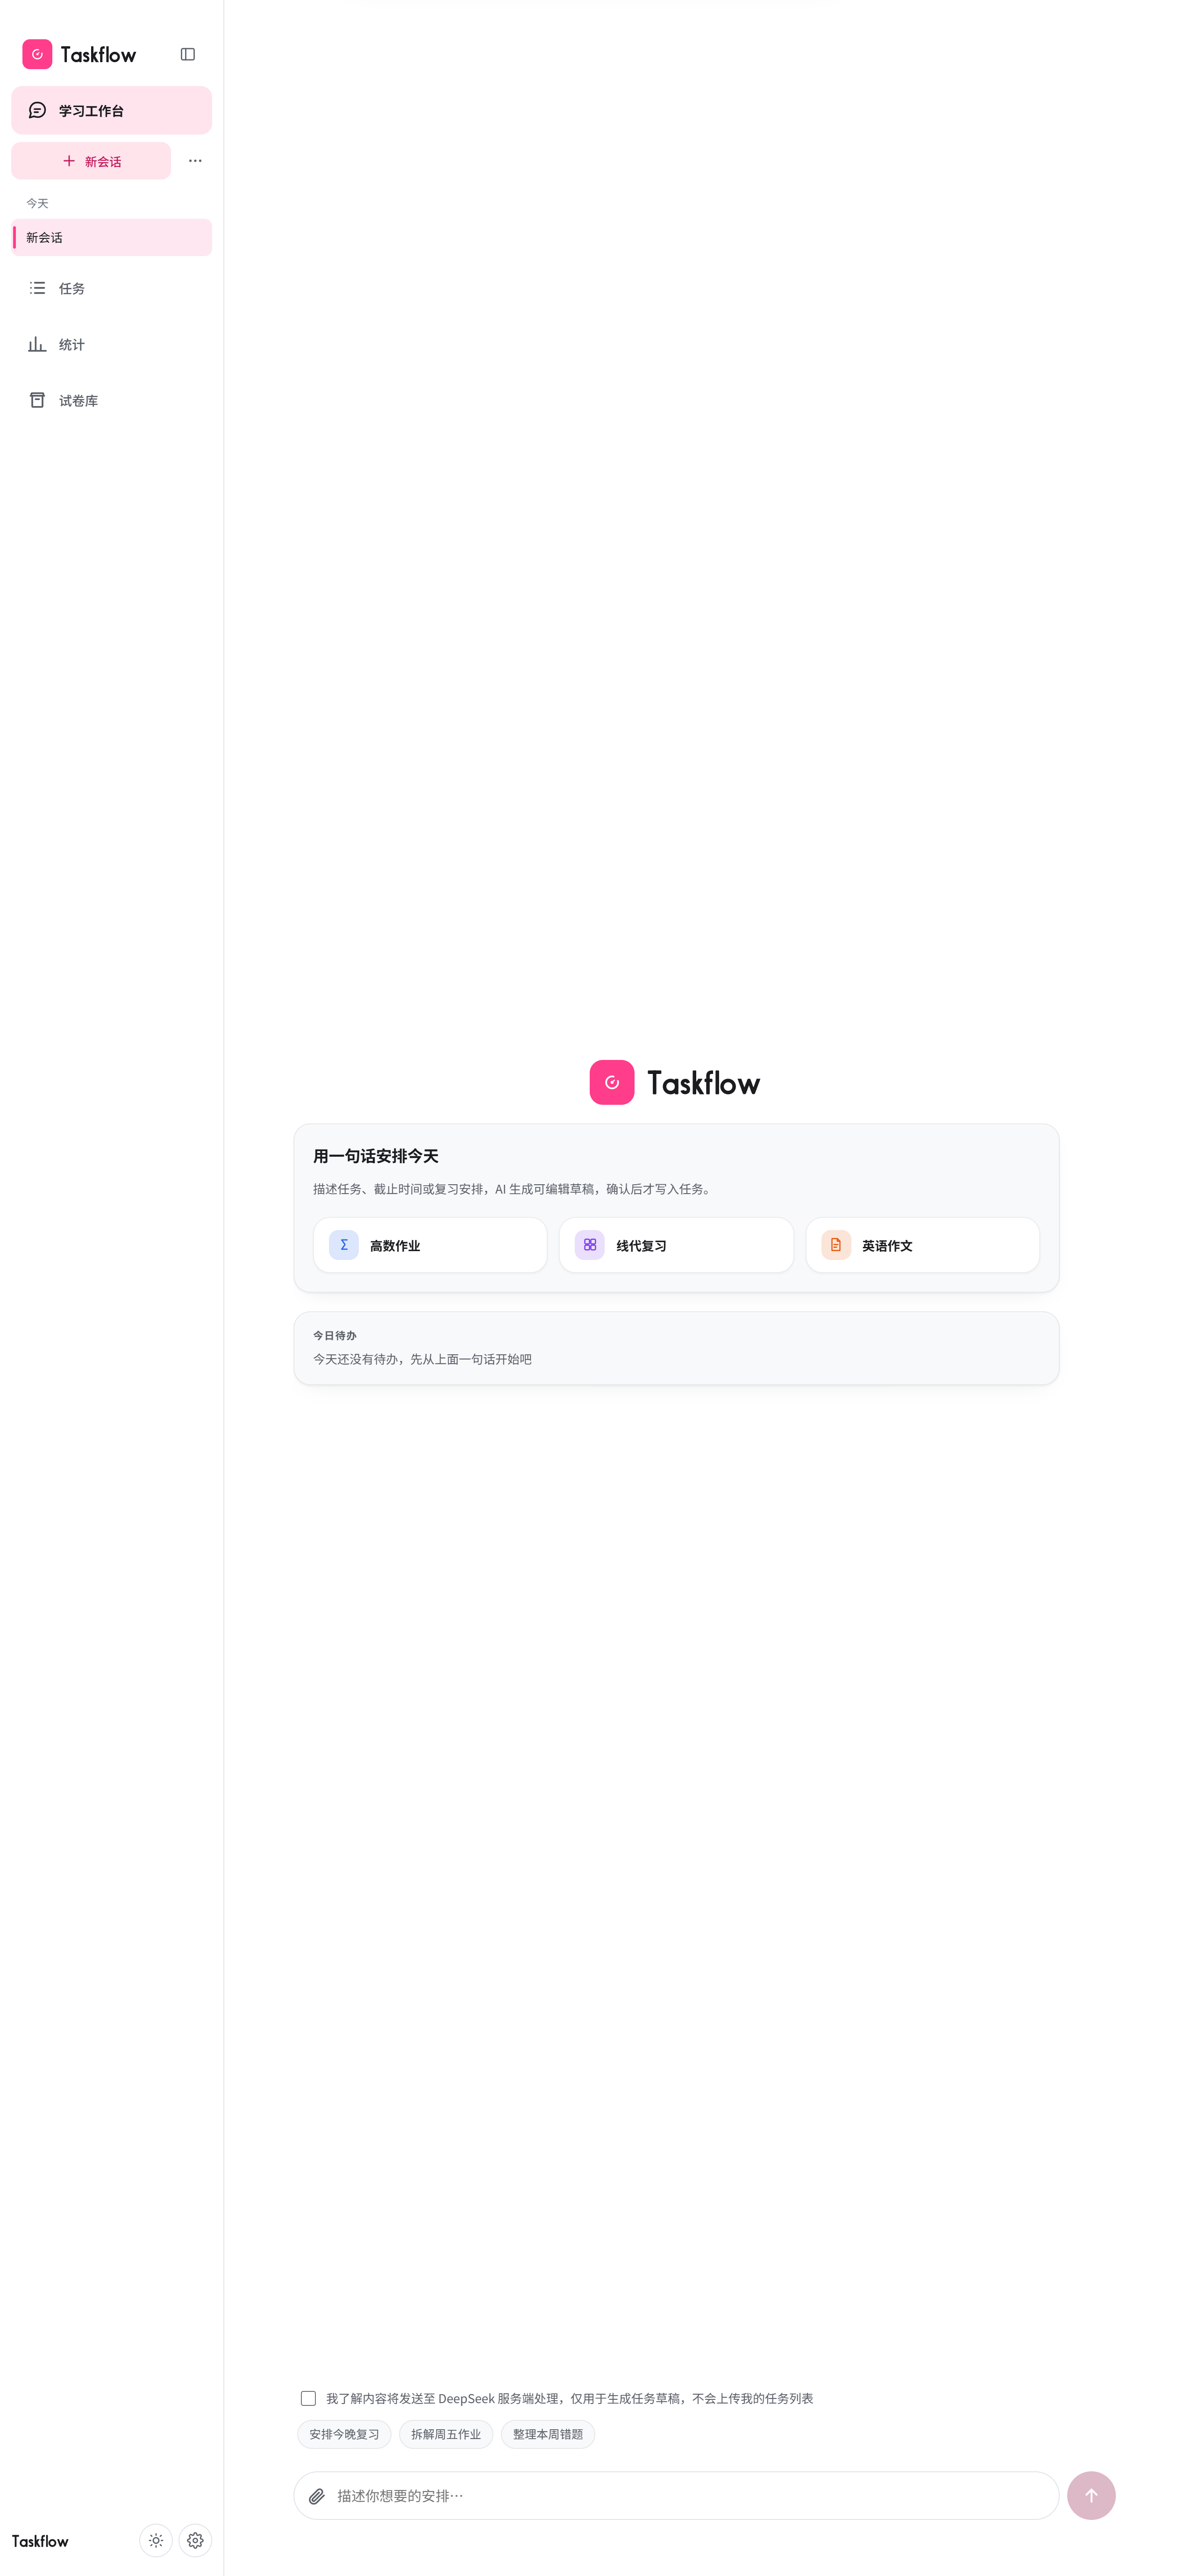 Taskflow
学习工作台
新会话
今天
新会话
任务
统计
试卷库
Taskflow
用一句话安排今天
描述任务、截止时间或复习安排，AI 生成可编辑草稿，确认后才写入任务。
Σ 高数作业
线代复习
英语作文
今日待办
今天还没有待办，先从上面一句话开始吧
我了解内容将发送至 DeepSeek 服务端处理，仅用于生成任务草稿，不会上传我的任务列表
安排今晚复习
拆解周五作业
整理本周错题
描述你想要的安排…
Taskflow